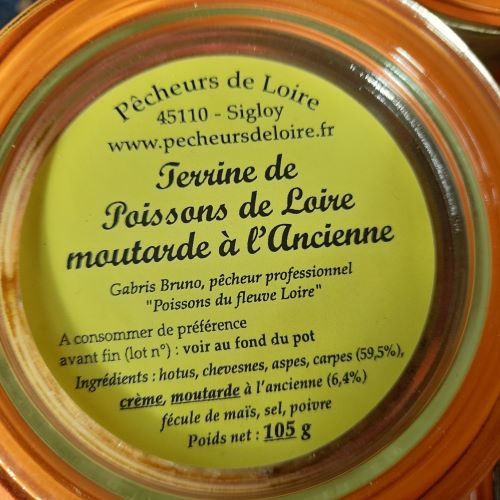 Pêcheurs de Loire
45110 - Sigloy
www.pecheursdeloire.fr
Terrine de
Poissons de Loire
moutarde à l'Ancienne
Gabris Bruno, pêcheur professionnel
"Poissons du fleuve Loire"
A consommer de préférence
avant fin (lot n°) : voir au fond du pot
Ingrédients : hotus, chevesnes, aspes, carpes (59,5%),
crème, moutarde à l'ancienne (6,4%)
fécule de maïs, sel, poivre
Poids net : 105 g